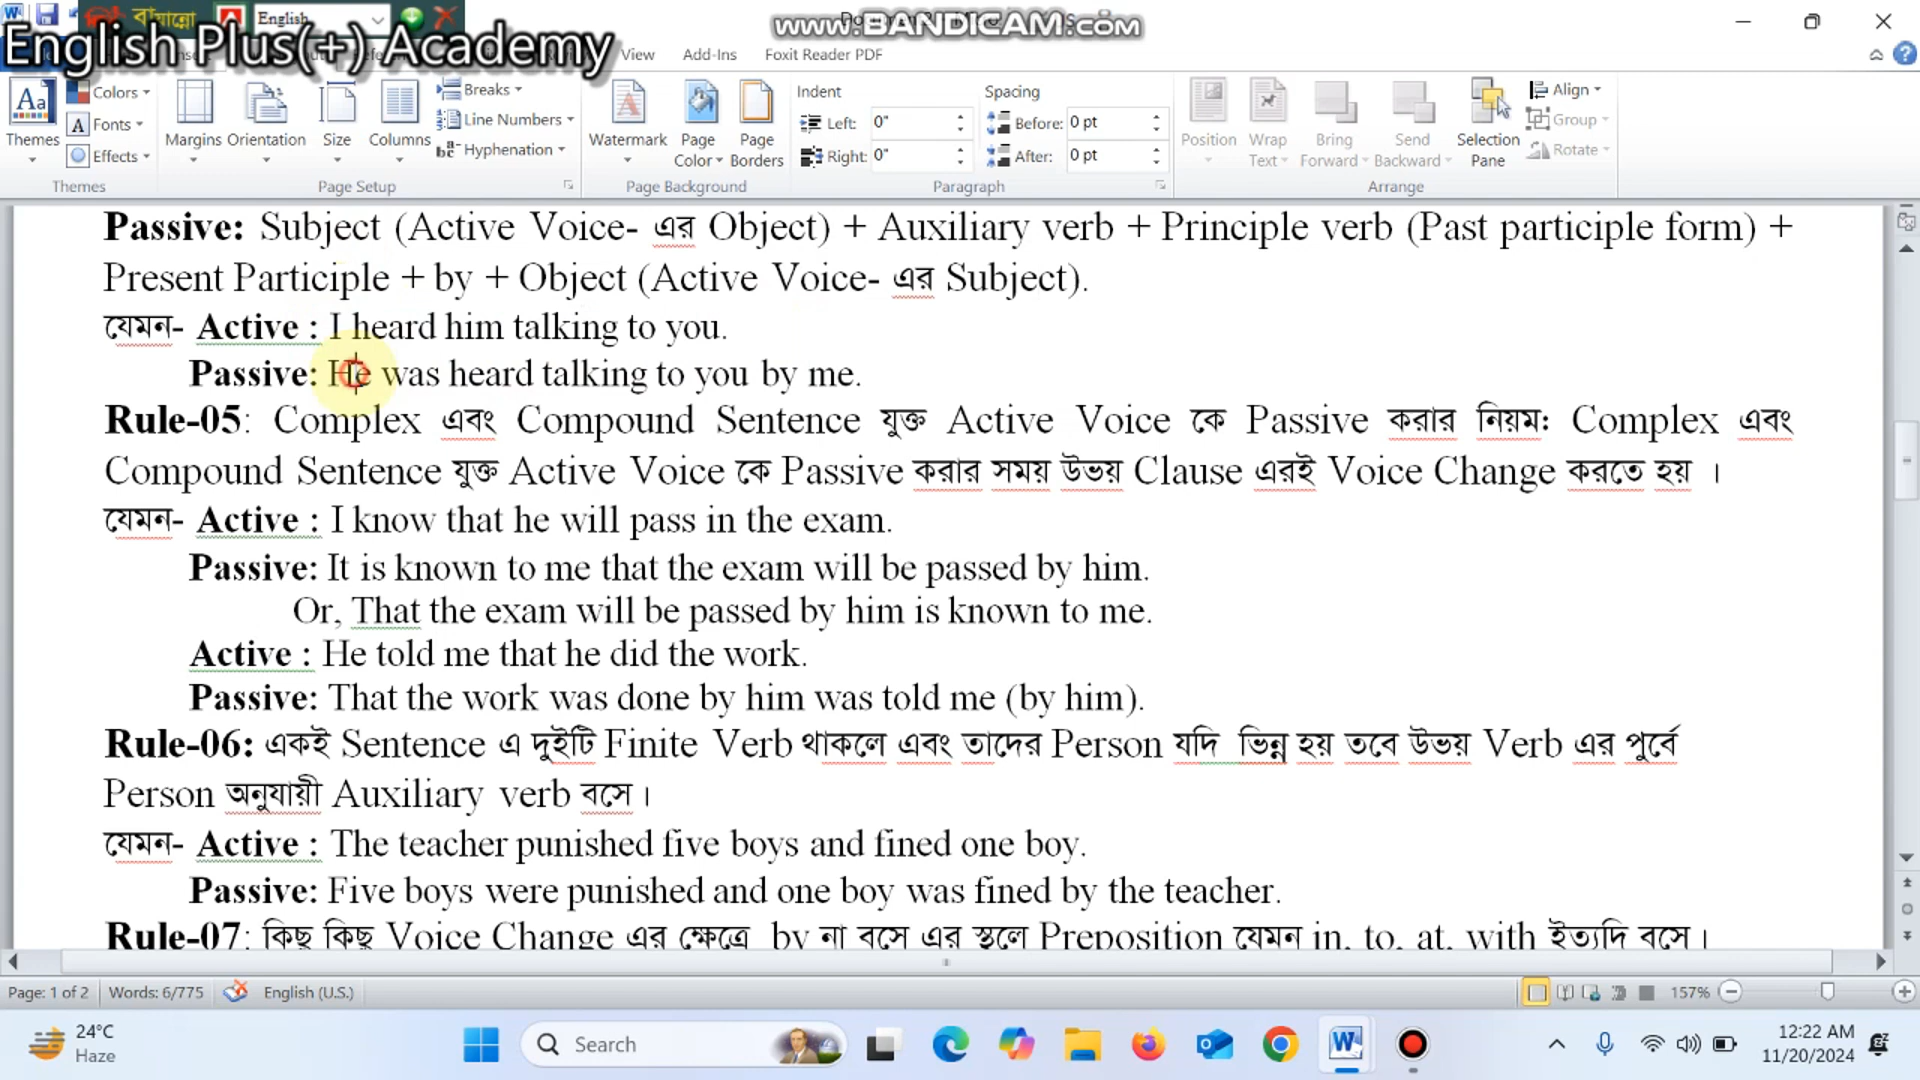 English
www.BANDICAM.com
English Plus(+) Academy
View
Add-Ins
Foxit Reader PDF
Themes
Colors
Fonts
Effects
Themes
Margins
Orientation
Size
Columns
Breaks
Line Numbers
Hyphenation
Page Setup
Watermark
Page Color
Page Borders
Page Background
Indent
Left: 0"
Right: 0"
Spacing
Before: 0 pt
After: 0 pt
Paragraph
Position
Wrap Text
Bring Forward
Send Backward
Selection Pane
Align
Group
Rotate
Arrange
Passive: Subject (Active Voice- এর Object) + Auxiliary verb + Principle verb (Past participle form) +
Present Participle + by + Object (Active Voice- এর Subject).
যেমন- Active : I heard him talking to you.
Passive: He was heard talking to you by me.
Rule-05: Complex এবং Compound Sentence যুক্ত Active Voice কে Passive করার নিয়ম: Complex এবং
Compound Sentence যুক্ত Active Voice কে Passive করার সময় উভয় Clause এরই Voice Change করতে হয় ।
যেমন- Active : I know that he will pass in the exam.
Passive: It is known to me that the exam will be passed by him.
Or, That the exam will be passed by him is known to me.
Active : He told me that he did the work.
Passive: That the work was done by him was told me (by him).
Rule-06: একই Sentence এ দুইটি Finite Verb থাকলে এবং তাদের Person যদি ভিন্ন হয় তবে উভয় Verb এর পুর্বে
Person অনুযায়ী Auxiliary verb বসে ।
যেমন- Active : The teacher punished five boys and fined one boy.
Passive: Five boys were punished and one boy was fined by the teacher.
Rule-07: কিছু কিছু Voice Change এর ক্ষেত্রে by না বসে এর স্থলে Preposition যেমন in, to, at, with ইত্যদি বসে ।
Page: 1 of 2
Words: 6/775
English (U.S.)
157%
24°C
Haze
Search
12:22 AM
11/20/2024